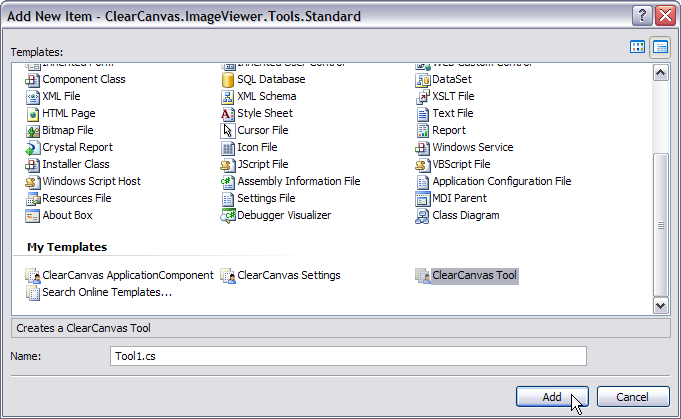 Add New Item - ClearCanvas.ImageViewer.Tools.Standard
Templates:
Inherited Form Inherited User Control Web Custom Control
Component Class SQL Database DataSet
XML File XML Schema XSLT File
HTML Page Style Sheet Text File
Bitmap File Cursor File Report
Crystal Report Icon File Windows Service
Installer Class JScript File VBScript File
Windows Script Host Assembly Information File Application Configuration File
Resources File Settings File MDI Parent
About Box Debugger Visualizer Class Diagram
My Templates
ClearCanvas ApplicationComponent ClearCanvas Settings ClearCanvas Tool
Search Online Templates...
Creates a ClearCanvas Tool
Name: Tool1.cs
Add Cancel